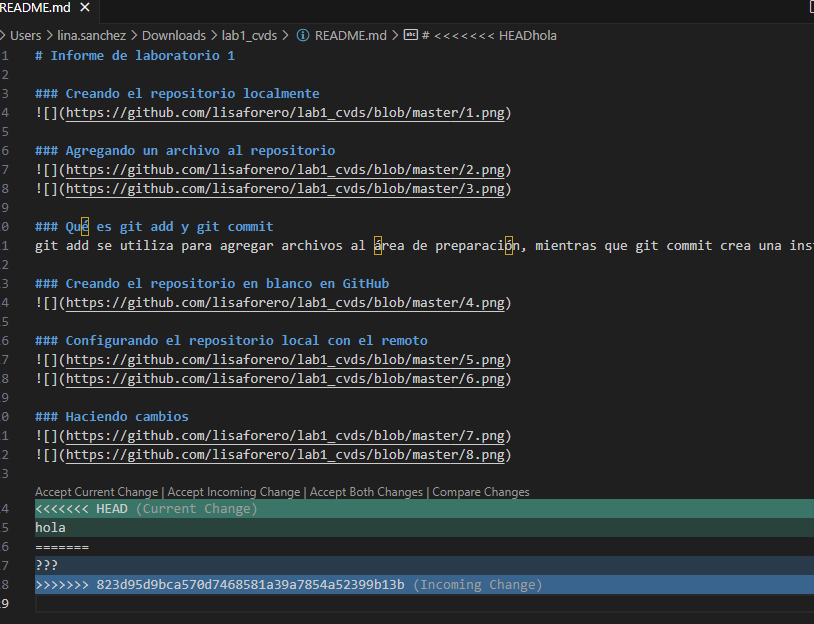 README.md
Users > lina.sanchez > Downloads > lab1_cvds > README.md > # <<<<<<< HEADhola
1 # Informe de laboratorio 1
2
3 ### Creando el repositorio localmente
4 ![](https://github.com/lisaforero/lab1_cvds/blob/master/1.png)
5
6 ### Agregando un archivo al repositorio
7 ![](https://github.com/lisaforero/lab1_cvds/blob/master/2.png)
8 ![](https://github.com/lisaforero/lab1_cvds/blob/master/3.png)
9
0 ### Qué es git add y git commit
1 git add se utiliza para agregar archivos al área de preparación, mientras que git commit crea una
2
3 ### Creando el repositorio en blanco en GitHub
4 ![](https://github.com/lisaforero/lab1_cvds/blob/master/4.png)
5
6 ### Configurando el repositorio local con el remoto
7 ![](https://github.com/lisaforero/lab1_cvds/blob/master/5.png)
8 ![](https://github.com/lisaforero/lab1_cvds/blob/master/6.png)
9
0 ### Haciendo cambios
1 ![](https://github.com/lisaforero/lab1_cvds/blob/master/7.png)
2 ![](https://github.com/lisaforero/lab1_cvds/blob/master/8.png)
3
Accept Current Change | Accept Incoming Change | Accept Both Changes | Compare Changes
4 <<<<<<< HEAD (Current Change)
5 hola
6 =======
7 ???
8 >>>>>>> 823d95d9bca570d7468581a39a7854a52399b13b (Incoming Change)
9